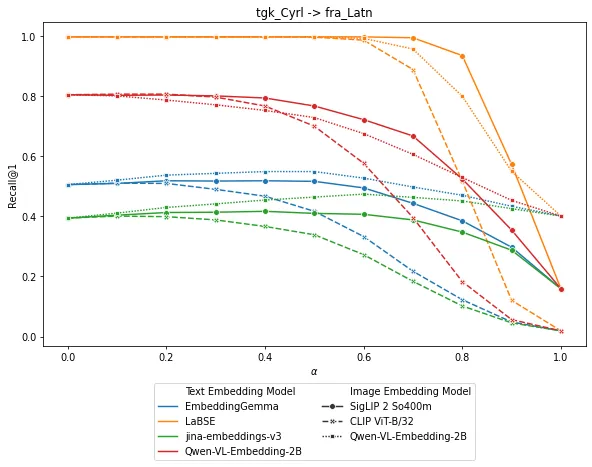 tgk_Cyrl -> fra_Latn
1.0
0.8
0.6
0.4
0.2
0.0
Recall@1
0.0 0.2 0.4 0.6 0.8 1.0
α
Text Embedding Model
EmbeddingGemma
LaBSE
jina-embeddings-v3
Qwen-VL-Embedding-2B
Image Embedding Model
SigLIP 2 So400m
CLIP ViT-B/32
Qwen-VL-Embedding-2B